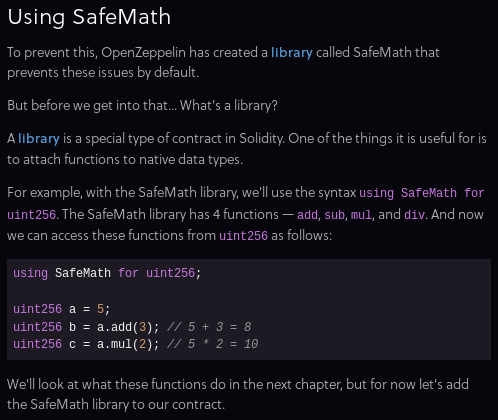 Using SafeMath
To prevent this, OpenZeppelin has created a library called SafeMath that
prevents these issues by default.
But before we get into that... What's a library?
A library is a special type of contract in Solidity. One of the things it is useful for is
to attach functions to native data types.
For example, with the SafeMath library, we'll use the syntax using SafeMath for
uint256. The SafeMath library has 4 functions — add, sub, mul, and div. And now
we can access these functions from uint256 as follows:
using SafeMath for uint256;
uint256 a = 5;
uint256 b = a.add(3); // 5 + 3 = 8
uint256 c = a.mul(2); // 5 * 2 = 10
We'll look at what these functions do in the next chapter, but for now let's add
the SafeMath library to our contract.